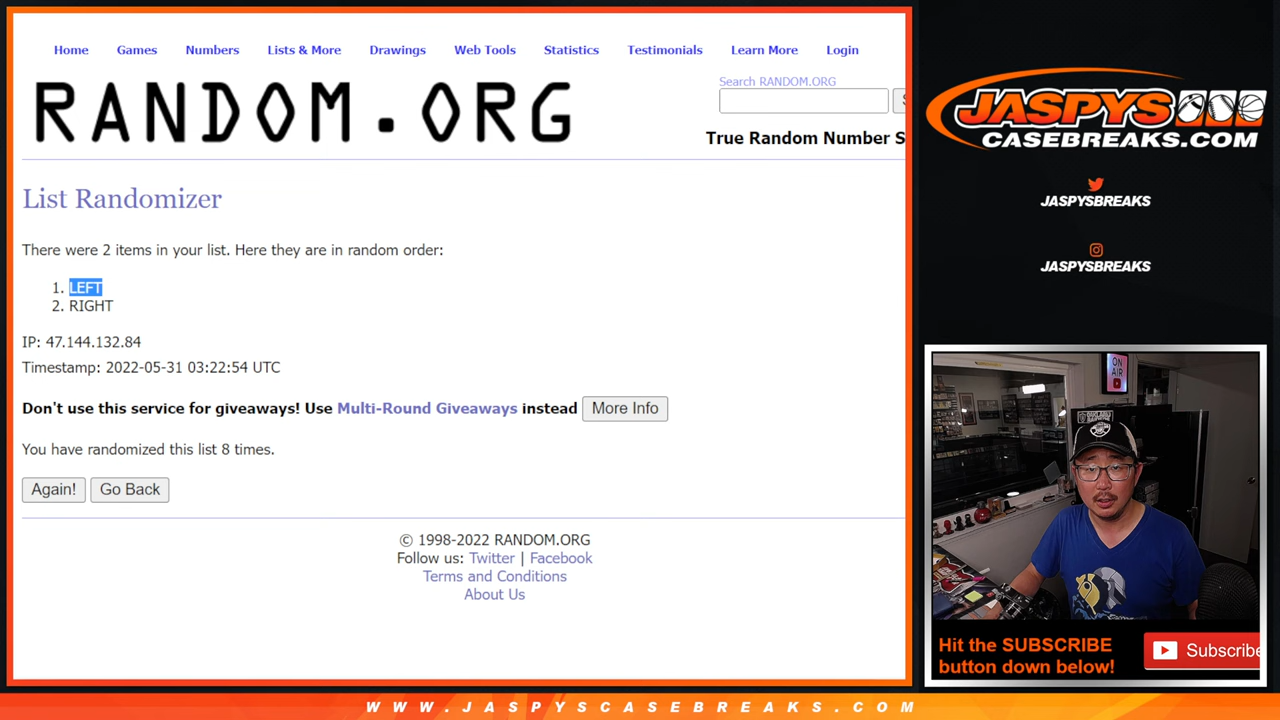 Home Games Numbers Lists & More Drawings Web Tools Statistics Testimonials Learn More Login
RANDOM.ORG
Search RANDOM.ORG
True Random Number S
List Randomizer
There were 2 items in your list. Here they are in random order:
1. LEFT
2. RIGHT
IP: 47.144.132.84
Timestamp: 2022-05-31 03:22:54 UTC
Don't use this service for giveaways! Use Multi-Round Giveaways instead More Info
You have randomized this list 8 times.
Again! Go Back
© 1998-2022 RANDOM.ORG
Follow us: Twitter | Facebook
Terms and Conditions
About Us
JASPYS
CASEBREAKS.COM
JASPYSBREAKS
JASPYSBREAKS
ON
AIR
Hit the SUBSCRIBE
button down below!
Subscribe
WWW.JASPYSCASEBREAKS.COM